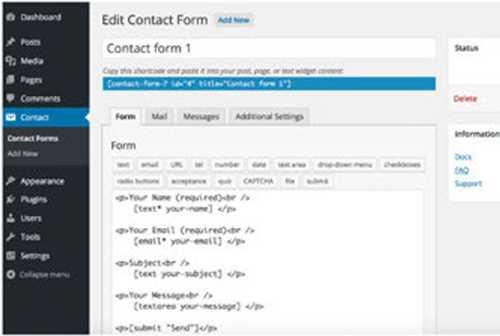 Dashboard
Posts
Media
Pages
Comments
Contact
Contact Forms
Add New
Appearance
Plugins
Users
Tools
Settings
Collapse menu
Edit Contact Form Add New
Contact form 1
Copy this shortcode and paste it into your post, page, or text widget content:
[contact-form-7 id="4" title="Contact form 1"]
Form Mail Messages Additional Settings
Form
text email URL tel number date text area drop-down menu checkboxes
radio buttons acceptance quiz CAPTCHA file submit
<p>Your Name (required)<br />
[text* your-name] </p>
<p>Your Email (required)<br />
[email* your-email] </p>
<p>Subject<br />
[text your-subject] </p>
<p>Your Message<br />
[textarea your-message] </p>
<p>[submit "Send"]</p>
Status
Delete
Information
Docs
FAQ
Support